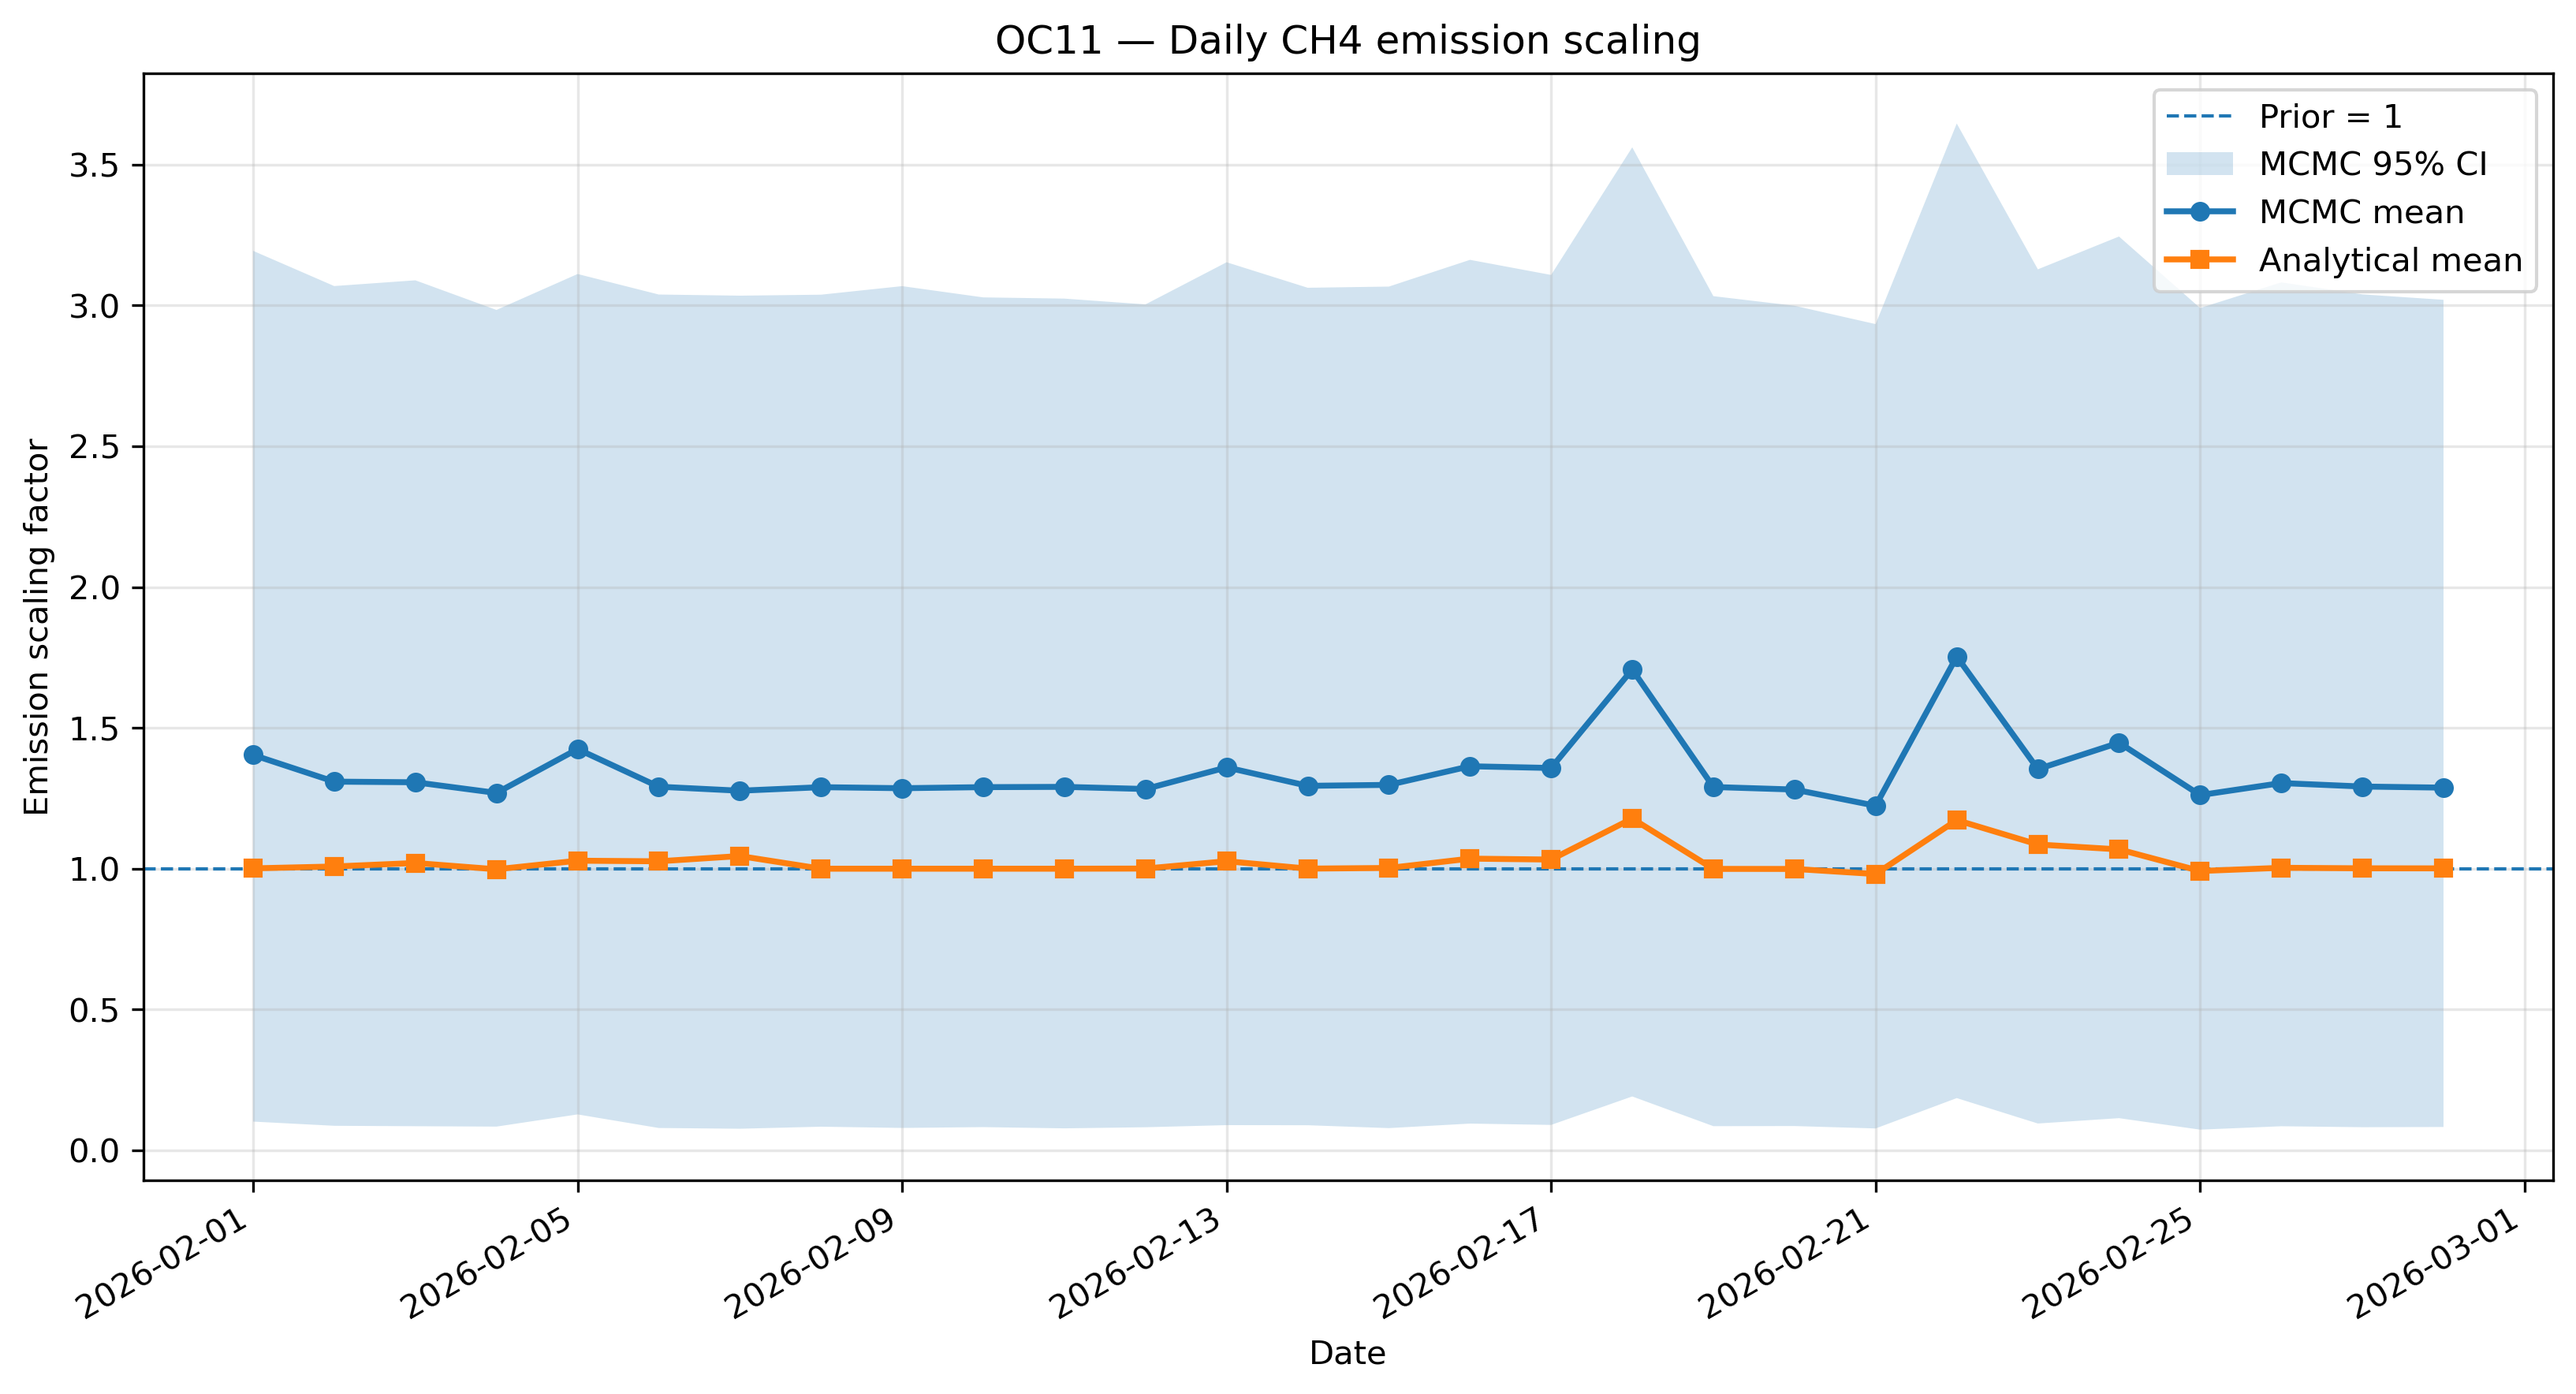 OC11 — Daily CH4 emission scaling
Prior = 1
MCMC 95% CI
MCMC mean
Analytical mean
Emission scaling factor
3.5
3.0
2.5
2.0
1.5
1.0
0.5
0.0
2026-02-01
2026-02-05
2026-02-09
2026-02-13
2026-02-17
2026-02-21
2026-02-25
2026-03-01
Date